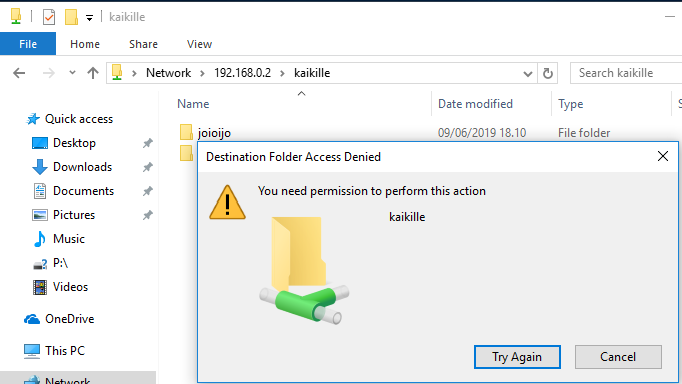 kaikille
File Home Share View
Network 192.168.0.2 kaikille Search kaikille
Name Date modified Type
Quick access
Desktop
Downloads
Documents
Pictures
Music
P:\
Videos
OneDrive
This PC
Network
joioijo 09/06/2019 18.10 File folder
Destination Folder Access Denied
You need permission to perform this action
kaikille
Try Again Cancel